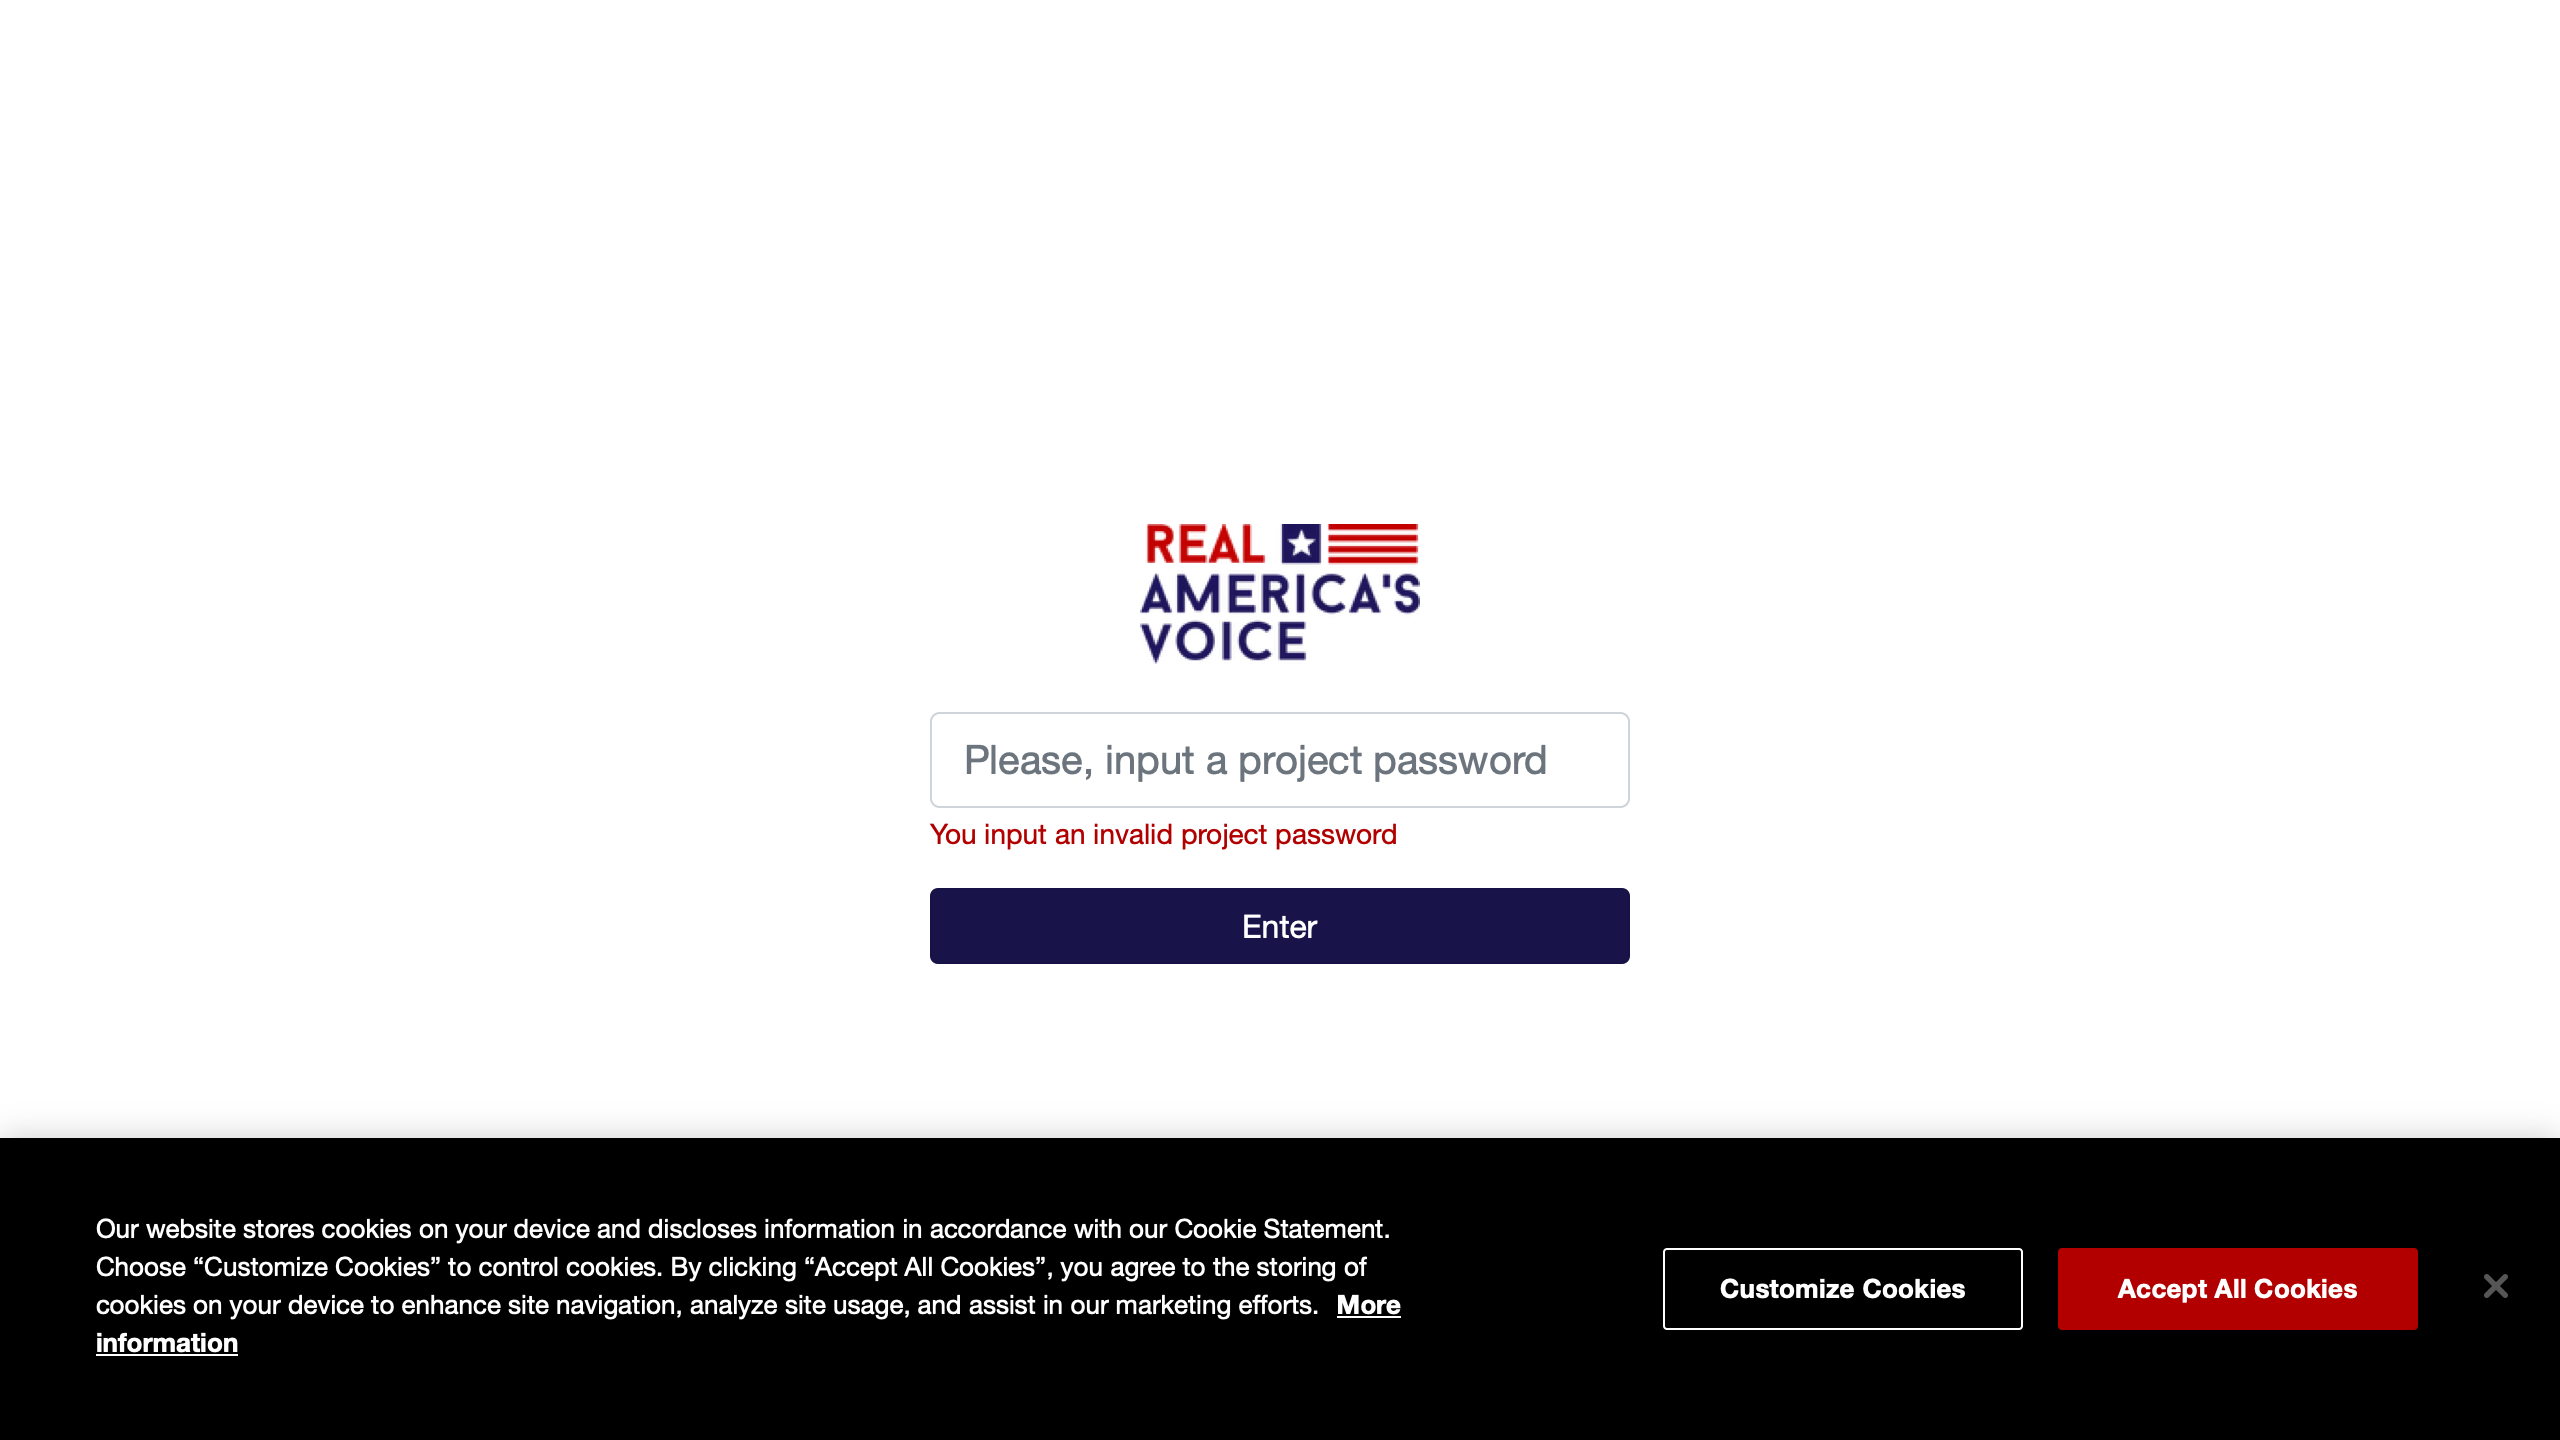 REAL
AMERICA'S
VOICE
Please, input a project password
You input an invalid project password
Enter
Our website stores cookies on your device and discloses information in accordance with our Cookie Statement.
Choose “Customize Cookies” to control cookies. By clicking “Accept All Cookies”, you agree to the storing of
cookies on your device to enhance site navigation, analyze site usage, and assist in our marketing efforts. More
information
Customize Cookies
Accept All Cookies